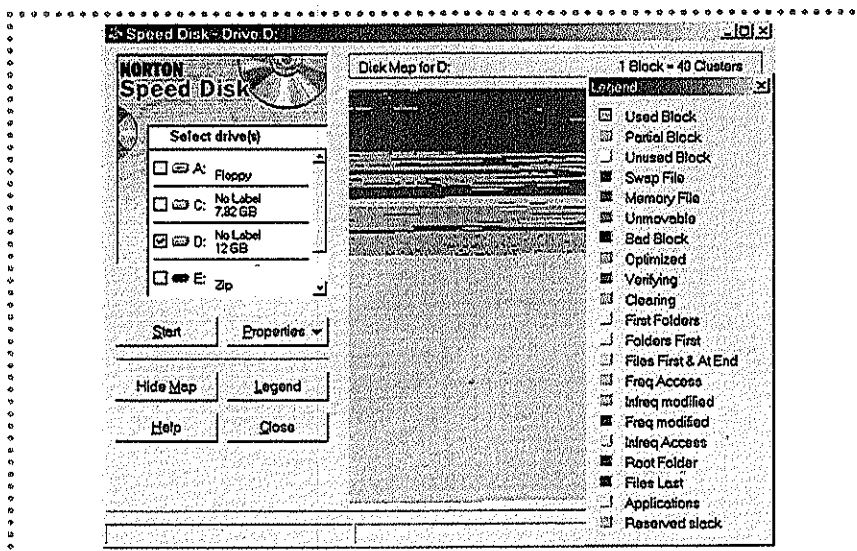 Speed Disk - Drive D:
NORTON
Speed Disk
Select drive(s)
A: Floppy
C: No Label
7.82 GB
D: No Label
12 GB
E: Zip
Start
Properties
Hide Map
Legend
Help
Close
Disk Map for D:
1 Block = 40 Clusters
Legend
Used Block
Partial Block
Unused Block
Swap File
Memory File
Unmovable
Bad Block
Optimized
Verifying
Clearing
First Folders
Folders First
Files First & At End
Freq Access
Infreq modified
Freq modified
Infreq Access
Root Folder
Files Last
Applications
Reserved slack